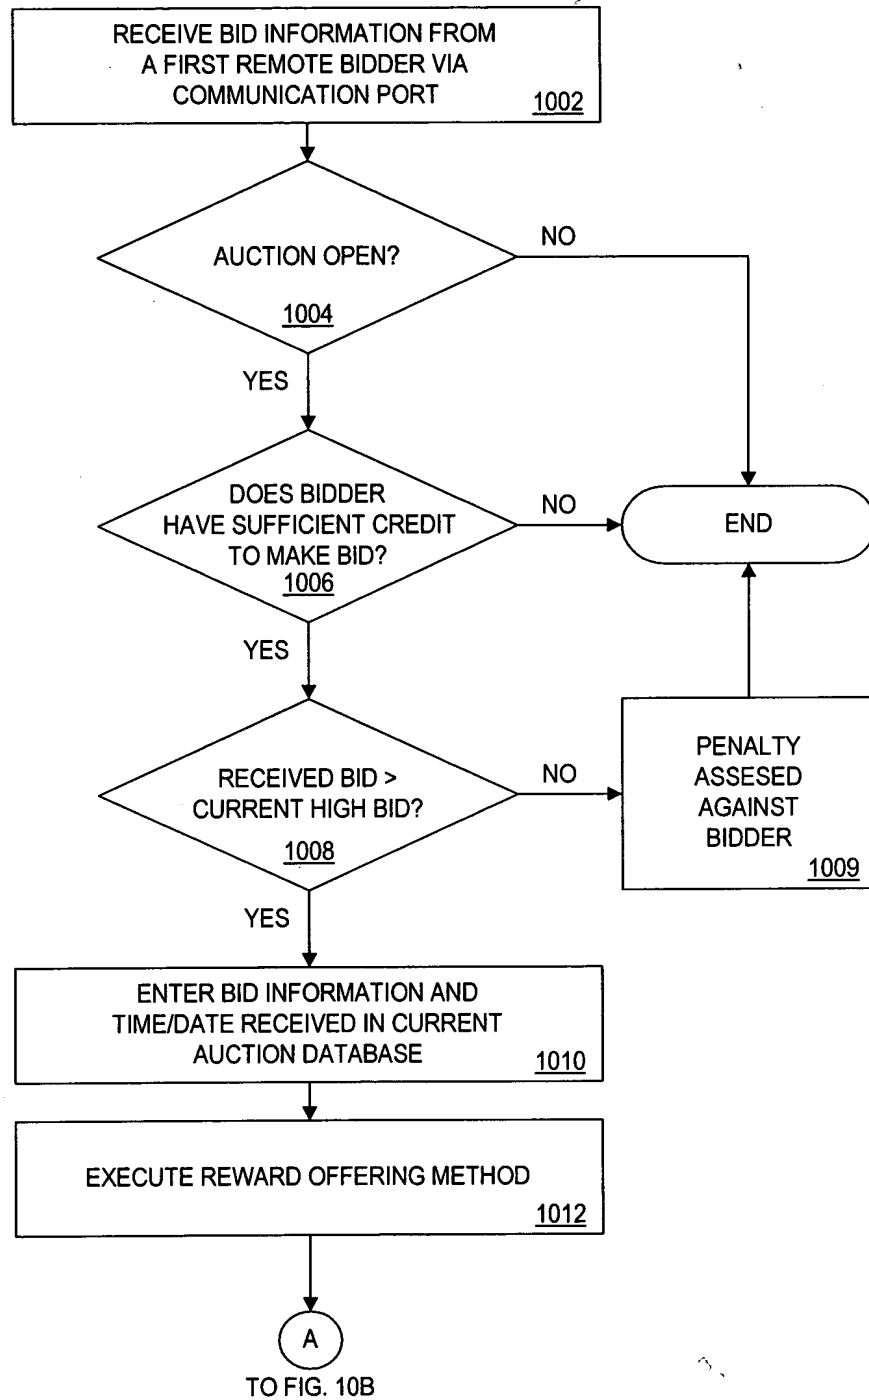 RECEIVE BID INFORMATION FROM
A FIRST REMOTE BIDDER VIA
COMMUNICATION PORT
1002
AUCTION OPEN?
1004
NO
YES
DOES BIDDER
HAVE SUFFICIENT CREDIT
TO MAKE BID?
1006
NO
END
YES
RECEIVED BID >
CURRENT HIGH BID?
1008
NO
PENALTY
ASSESED
AGAINST
BIDDER
1009
YES
ENTER BID INFORMATION AND
TIME/DATE RECEIVED IN CURRENT
AUCTION DATABASE
1010
EXECUTE REWARD OFFERING METHOD
1012
A
TO FIG. 10B